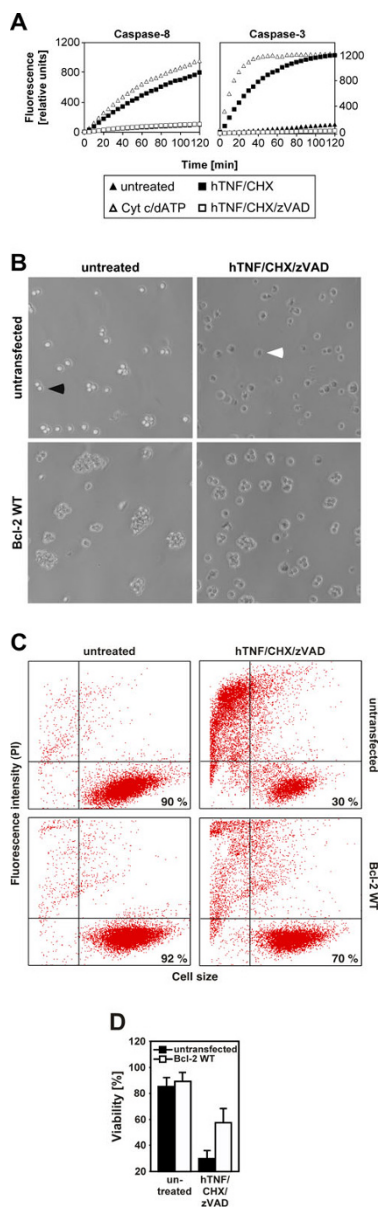 A
Caspase-8
Caspase-3
Fluorescence
[relative units]
1200
800
400
0
0 20 40 60 80 100 120
0 20 40 60 80 100 120
1200
800
400
0
Time [min]
▲ untreated ■ hTNF/CHX
△ Cyt c/dATP □ hTNF/CHX/zVAD
B
untreated
hTNF/CHX/zVAD
untransfected
Bcl-2 WT
C
untreated
hTNF/CHX/zVAD
Fluorescence intensity (PI)
90 %
30 %
untransfected
92 %
70 %
Bcl-2 WT
Cell size
D
Viability [%]
100
80
60
40
20
untransfected
Bcl-2 WT
un-
treated
hTNF/
CHX/
zVAD